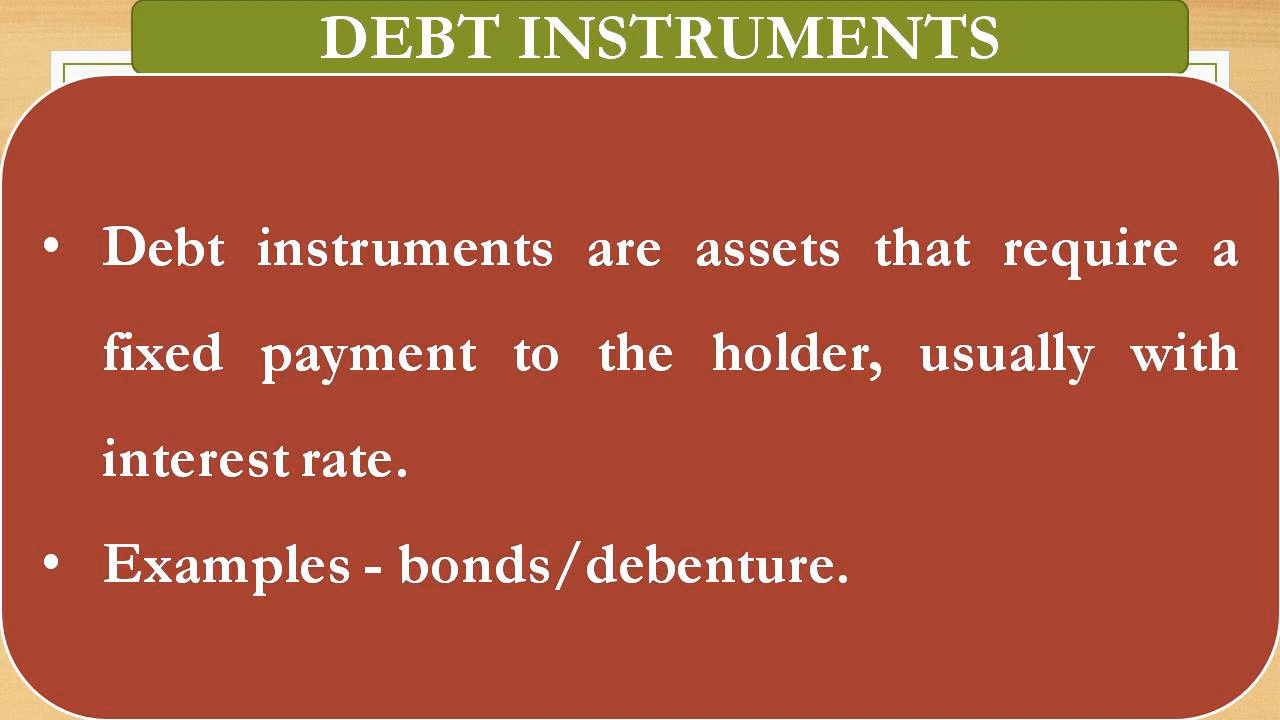 DEBT INSTRUMENTS
• Debt instruments are assets that require a
fixed payment to the holder, usually with
interest rate.
• Examples - bonds/debenture.